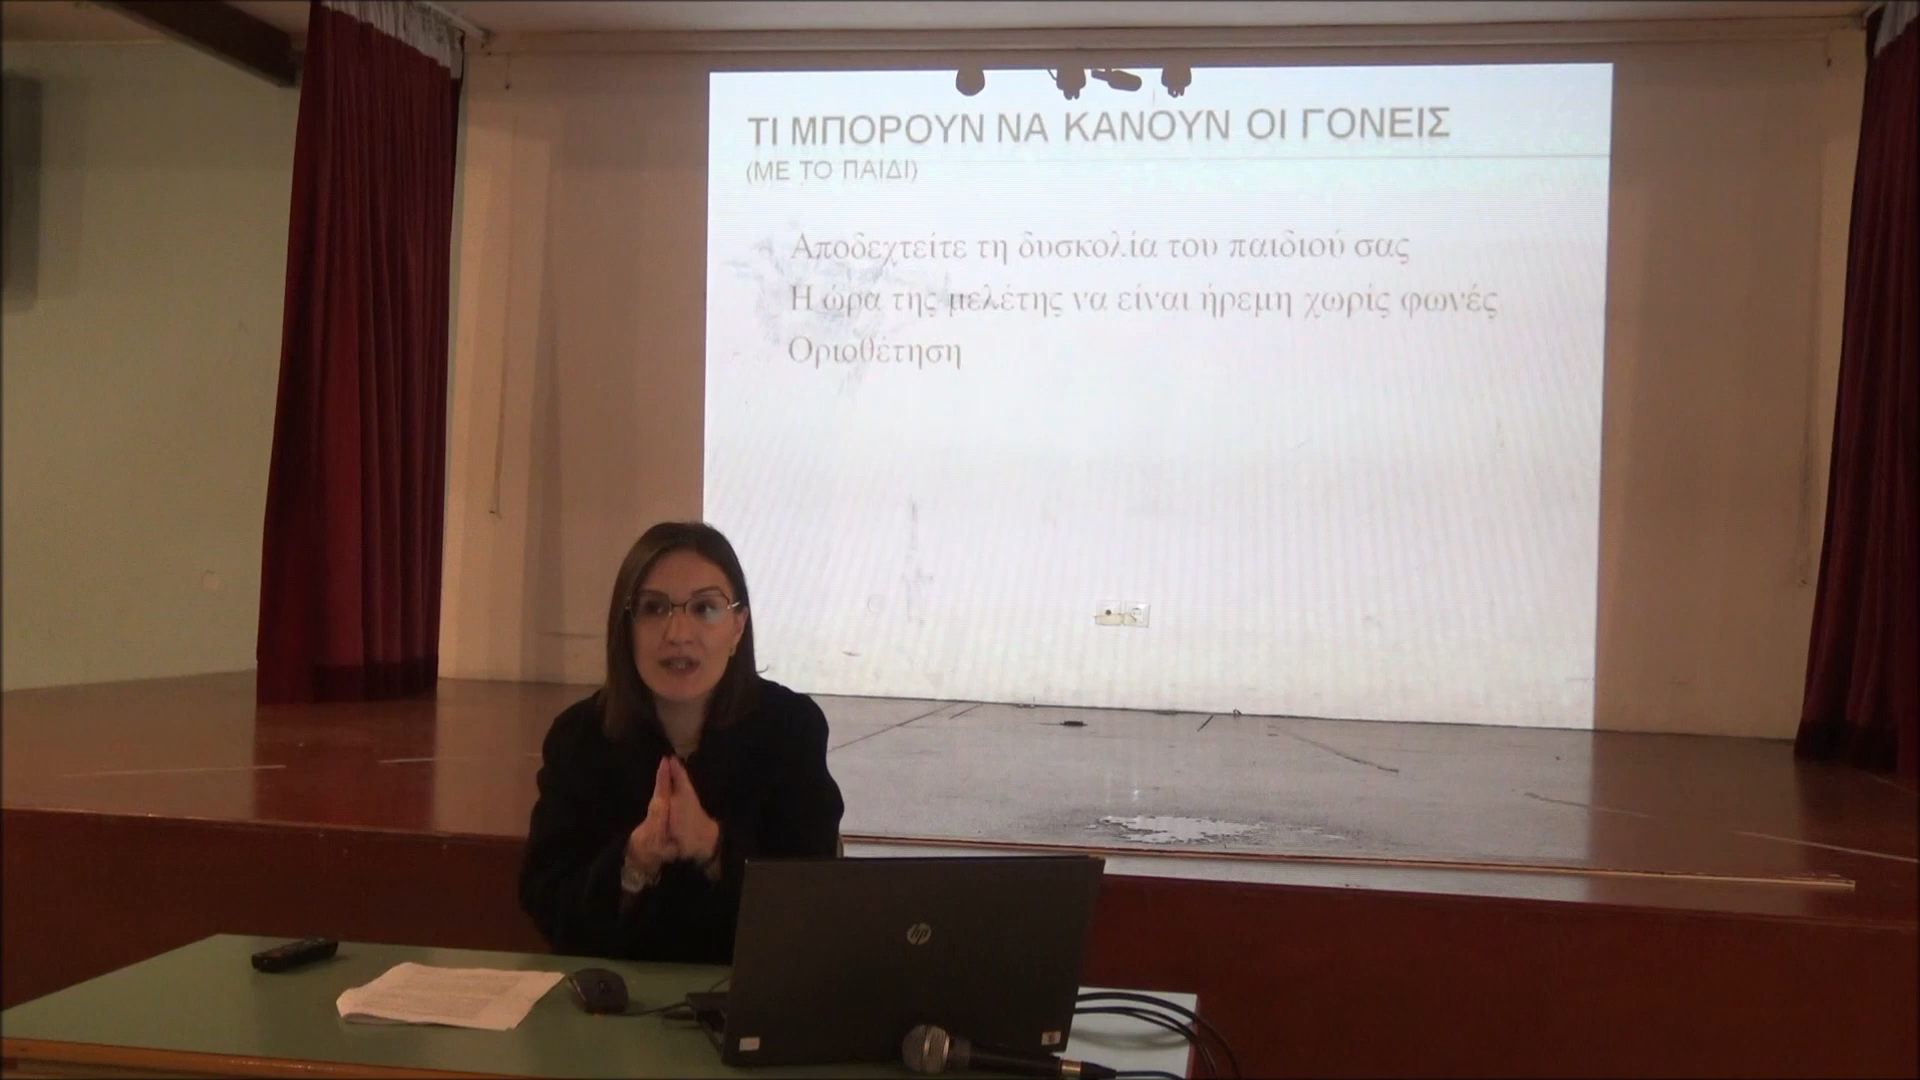 ΤΙ ΜΠΟΡΟΥΝ ΝΑ ΚΑΝΟΥΝ ΟΙ ΓΟΝΕΙΣ
(ΜΕ ΤΟ ΠΑΙΔΙ)
Αποδεχτείτε τη δυσκολία του παιδιού σας
Η ώρα της μελέτης να είναι ήρεμη χωρίς φωνές
Οριοθέτηση
hp